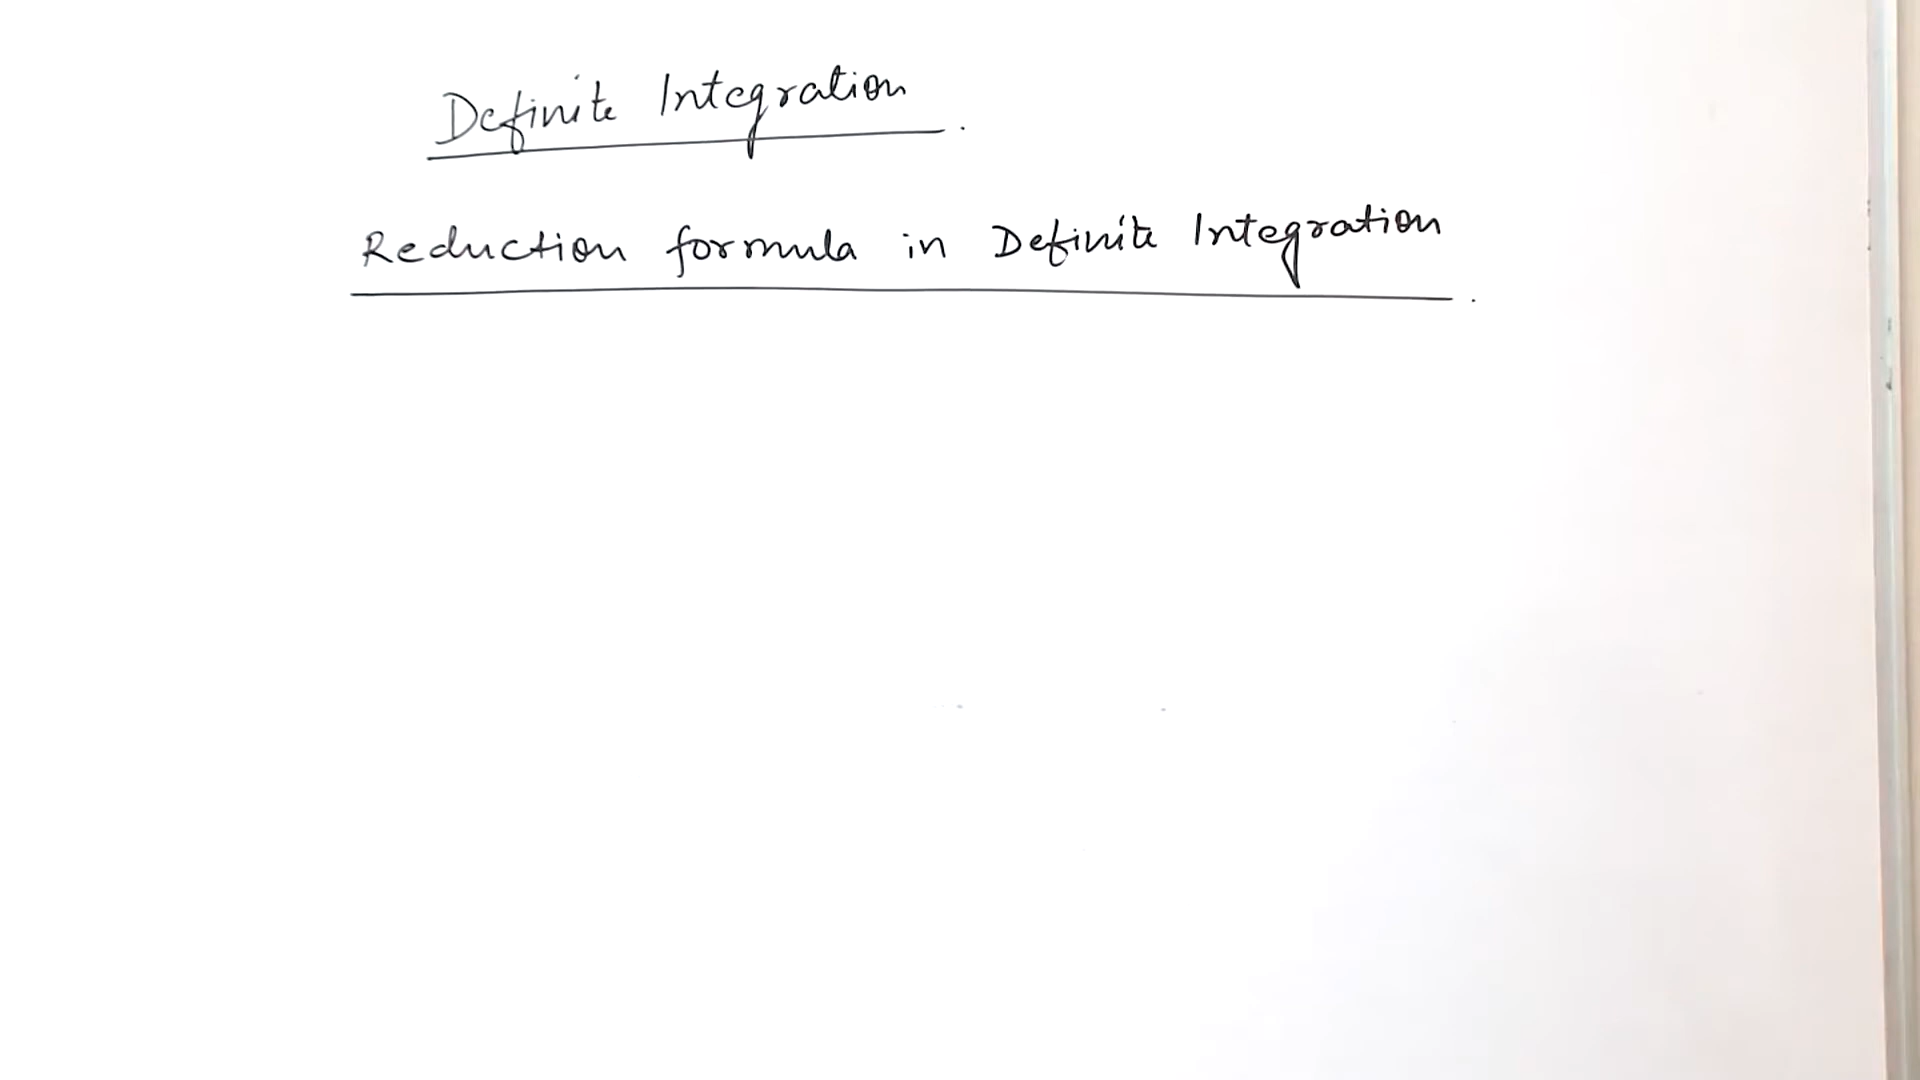 Definite Integration.
Reduction formula in Definite Integration.